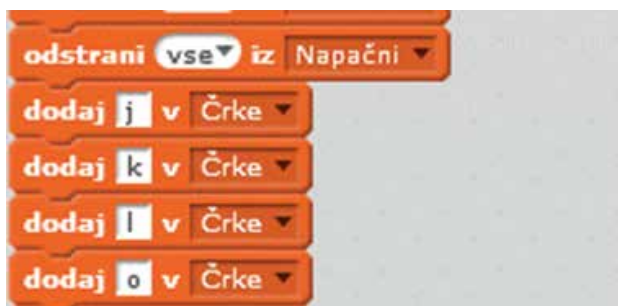 odstrani vse iz Napačni
dodaj j v Črke
dodaj k v Črke
dodaj l v Črke
dodaj o v Črke